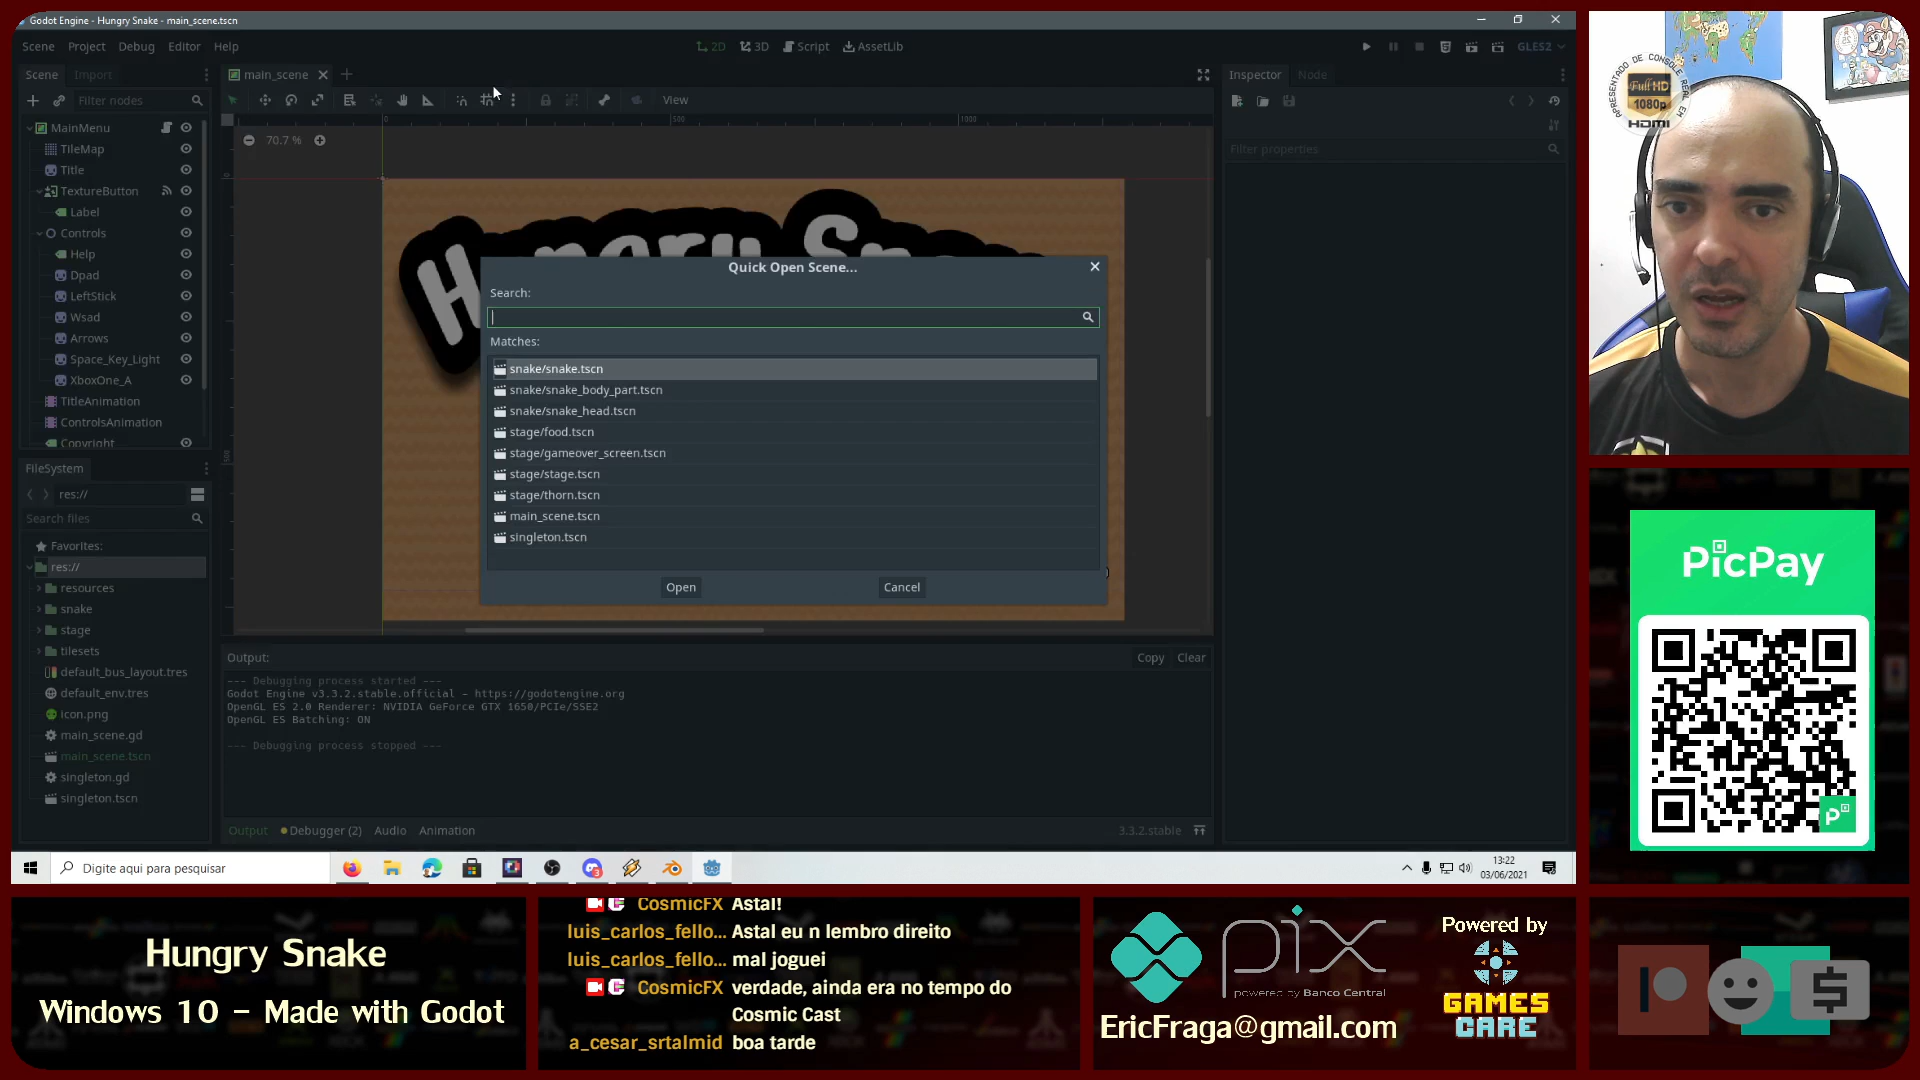 Godot Engine - Hungry Snake - main_scene.tscn
Scene Project Debug Editor Help
2D 3D Script AssetLib
GLES2
Scene Import
main_scene
Inspector Node
Filter nodes
View
MainMenu
TileMap
Title
TextureButton
Label
Controls
Help
Dpad
LeftStick
Wsad
Arrows
Space_Key_Light
XboxOne_A
TitleAnimation
ControlsAnimation
Copyright
70.7 %
0 500 1000
Filter properties
Quick Open Scene...
Search:
Matches:
snake/snake.tscn
snake/snake_body_part.tscn
snake/snake_head.tscn
stage/food.tscn
stage/gameover_screen.tscn
stage/stage.tscn
stage/thorn.tscn
main_scene.tscn
singleton.tscn
Open Cancel
FileSystem
res://
Search files
Favorites:
res://
resources
snake
stage
tilesets
default_bus_layout.tres
default_env.tres
icon.png
main_scene.gd
main_scene.tscn
singleton.gd
singleton.tscn
Output:
Copy Clear
--- Debugging process started ---
Godot Engine v3.3.2.stable.official - https://godotengine.org
OpenGL ES 2.0 Renderer: NVIDIA GeForce GTX 1650/PCIe/SSE2
OpenGL ES Batching: ON
--- Debugging process stopped ---
Output Debugger (2) Audio Animation
3.3.2.stable
Digite aqui para pesquisar
13:22
03/06/2021
APRESENTADO DE CONSOLE REAL EM
Full HD
1080p
HDMI
PicPay
Hungry Snake
Windows 10 - Made with Godot
CosmicFX Astal!
luis_carlos_fello... Astal eu n lembro direito
luis_carlos_fello... mal joguei
CosmicFX verdade, ainda era no tempo do
Cosmic Cast
a_cesar_srtalmid boa tarde
pix
powered by Banco Central
EricFraga@gmail.com
Powered by
GAMES
CARE